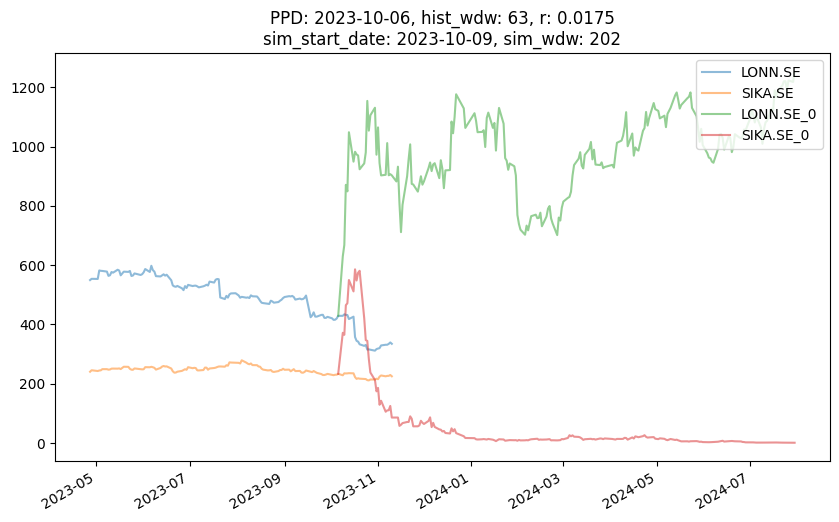 PPD: 2023-10-06, hist_wdw: 63, r: 0.0175
sim_start_date: 2023-10-09, sim_wdw: 202
LONN.SE
SIKA.SE
LONN.SE_0
SIKA.SE_0
1200
1000
800
600
400
200
0
2023-05
2023-07
2023-09
2023-11
2024-01
2024-03
2024-05
2024-07